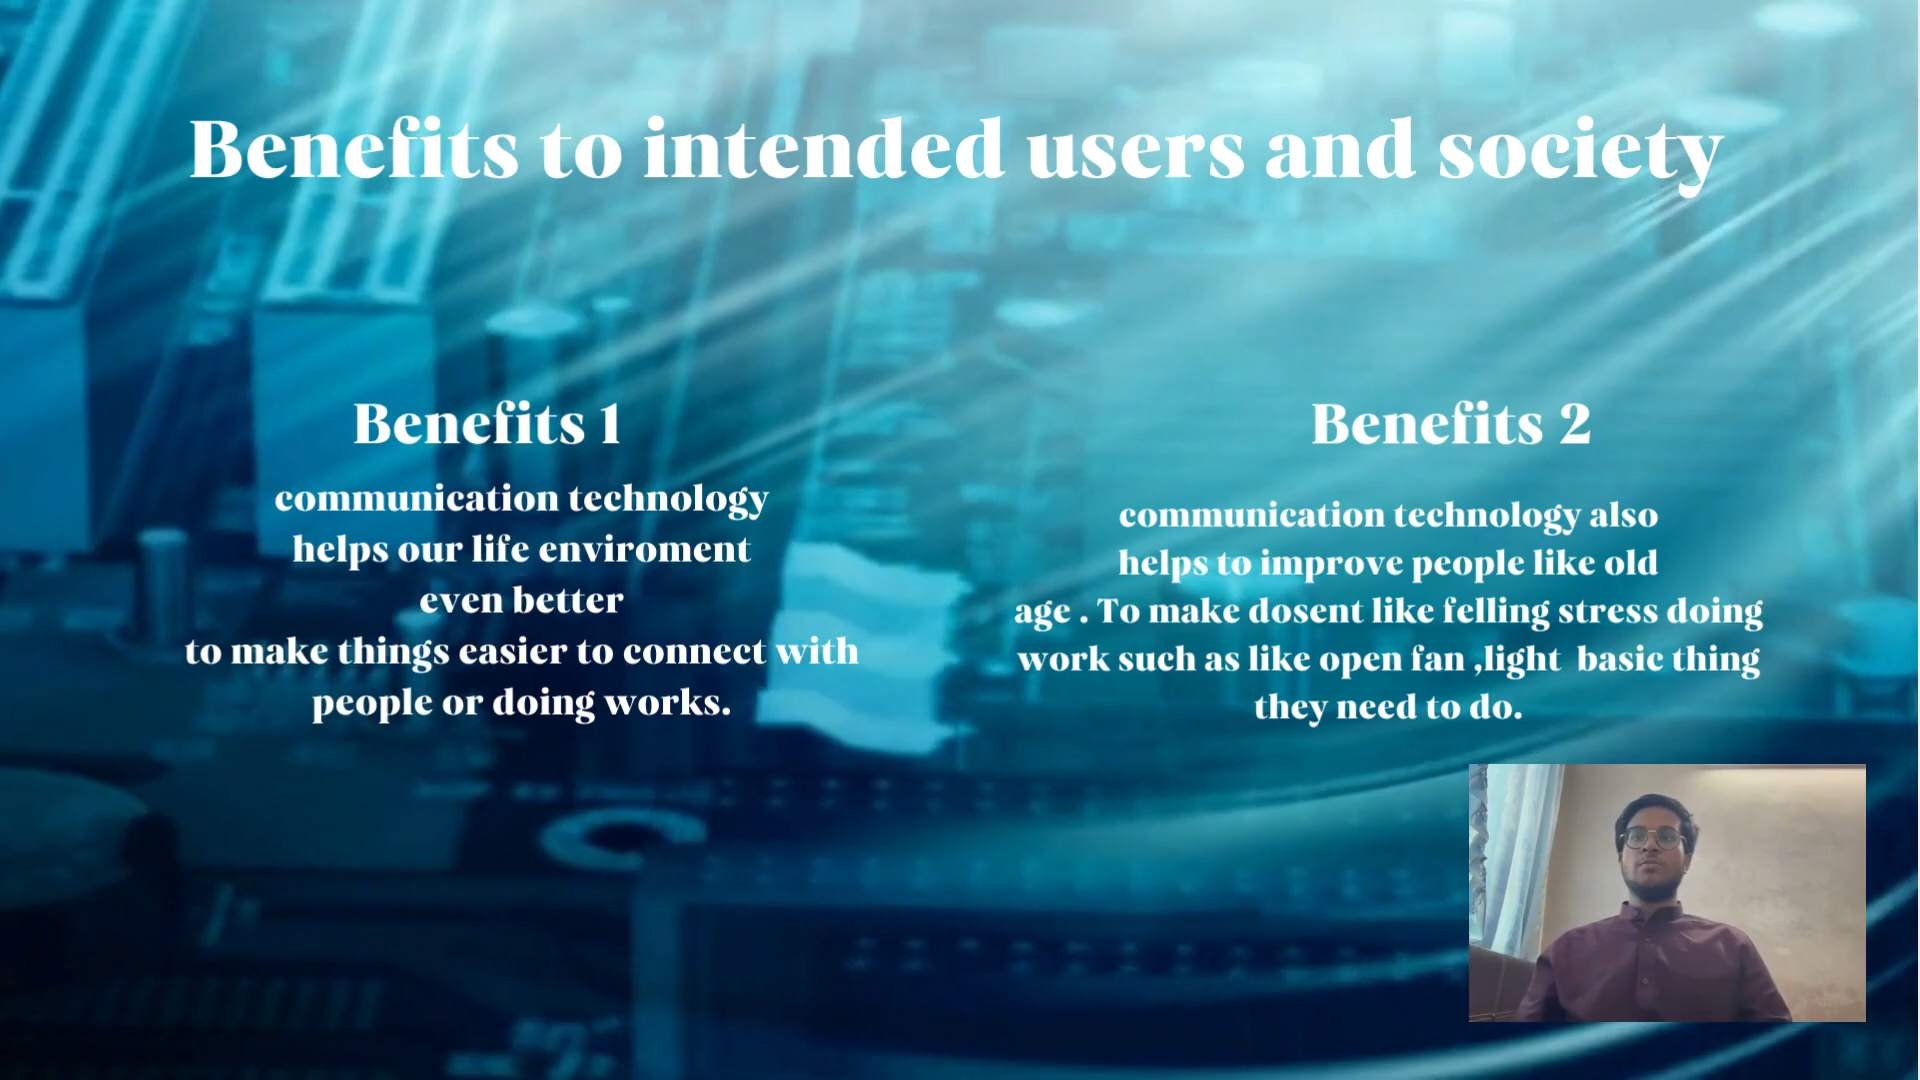 Benefits to intended users and society
Benefits 1
communication technology
helps our life enviroment
even better
to make things easier to connect with
people or doing works.
Benefits 2
communication technology also
helps to improve people like old
age . To make dosent like felling stress doing
work such as like open fan ,light  basic thing
they need to do.